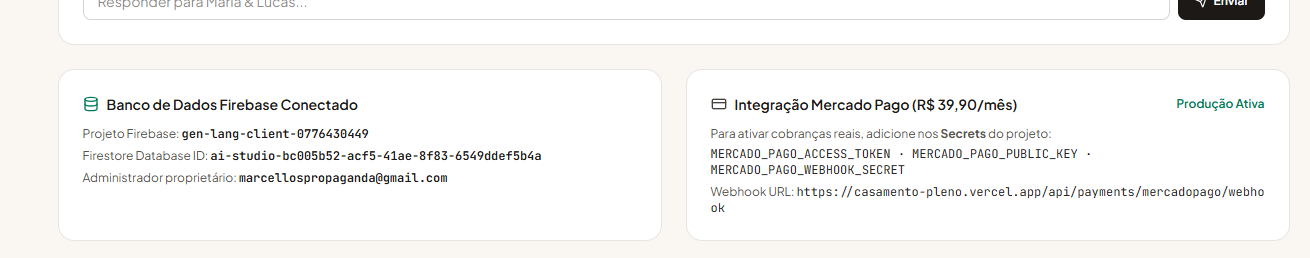 Responder para Maria & Lucas...
Enviar
Banco de Dados Firebase Conectado
Projeto Firebase: gen-lang-client-0776430449
Firestore Database ID: ai-studio-bc005b52-acf5-41ae-8f83-6549ddef5b4a
Administrador proprietário: marcellospropaganda@gmail.com
Integração Mercado Pago (R$ 39,90/mês)
Produção Ativa
Para ativar cobranças reais, adicione nos Secrets do projeto:
MERCADO_PAGO_ACCESS_TOKEN · MERCADO_PAGO_PUBLIC_KEY ·
MERCADO_PAGO_WEBHOOK_SECRET
Webhook URL: https://casamento-pleno.vercel.app/api/payments/mercadopago/webho
ok